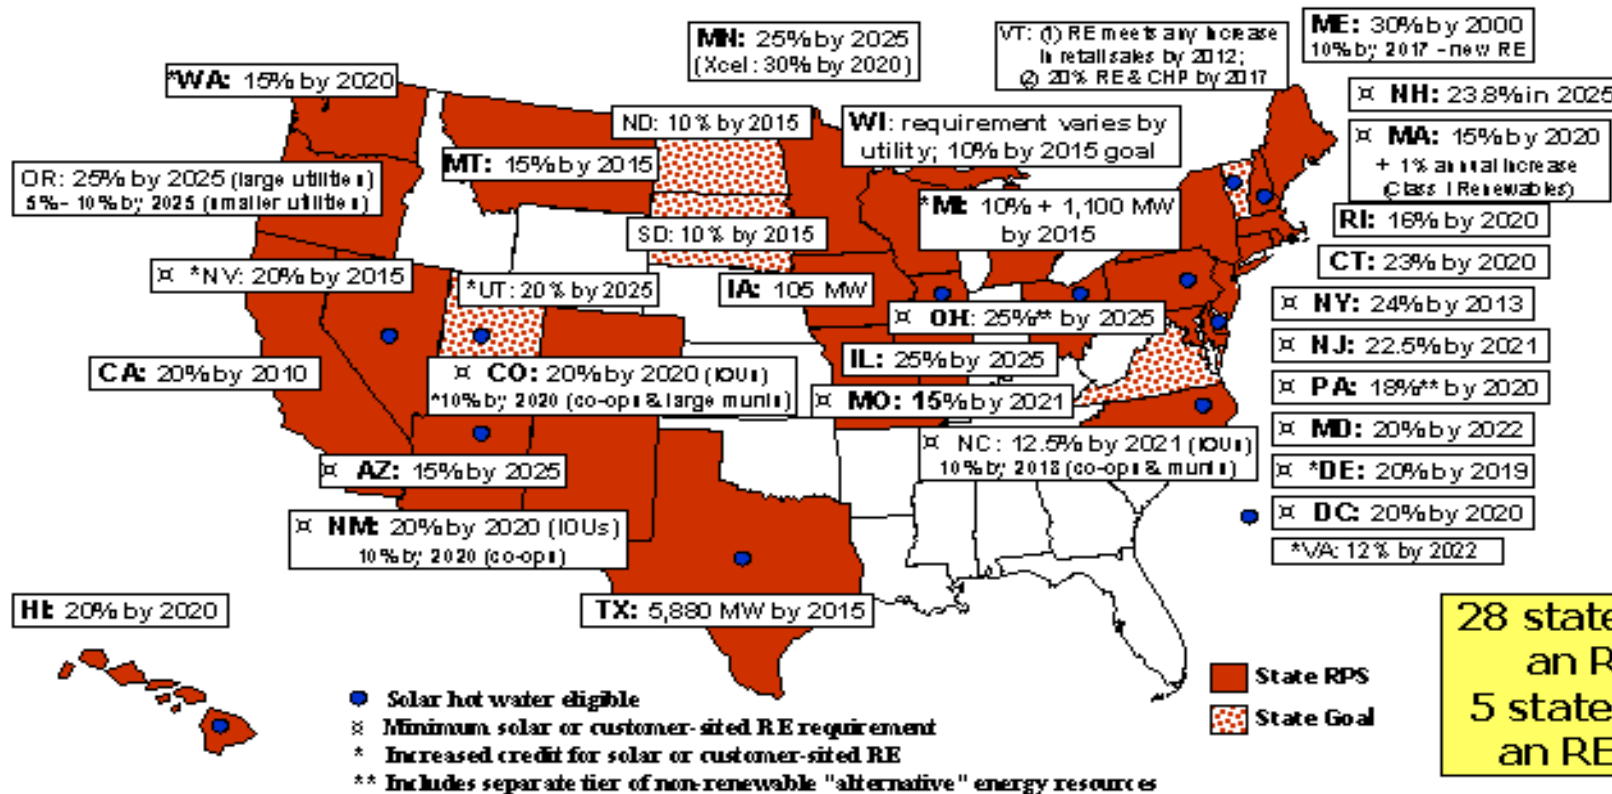 MN: 25% by 2025
(Xcel: 30% by 2020)
VT: (1) RE meets any increase
in retail sales by 2012;
(2) 20% RE & CHP by 2017
ME: 30% by 2000
10% by 2017 - new RE
*WA: 15% by 2020
¤ NH: 23.8% in 2025
ND: 10% by 2015
WI: requirement varies by
utility; 10% by 2015 goal
¤ MA: 15% by 2020
+ 1% annual increase
(Class I Renewables)
MT: 15% by 2015
OR: 25% by 2025 (large utilities)
5% - 10% by 2025 (smaller utilities)
*MI: 10% + 1,100 MW
by 2015
RI: 16% by 2020
SD: 10% by 2015
CT: 23% by 2020
¤ *NV: 20% by 2015
*UT: 20% by 2025
IA: 105 MW
¤ NY: 24% by 2013
¤ OH: 25%** by 2025
¤ NJ: 22.5% by 2021
CA: 20% by 2010
¤ CO: 20% by 2020 (IOUs)
*10% by 2020 (co-ops & large munis)
IL: 25% by 2025
¤ PA: 18%** by 2020
¤ MO: 15% by 2021
¤ MD: 20% by 2022
¤ NC: 12.5% by 2021 (IOUs)
10% by 2018 (co-ops & munis)
¤ AZ: 15% by 2025
¤ *DE: 20% by 2019
¤ NM: 20% by 2020 (IOUs)
10% by 2020 (co-ops)
¤ DC: 20% by 2020
*VA: 12% by 2022
HI: 20% by 2020
TX: 5,880 MW by 2015
28 state
an R
5 state
an RE
State RPS
State Goal
Solar hot water eligible
¤ Minimum solar or customer-sited RE requirement
* Increased credit for solar or customer-sited RE
** Includes separate tier of non-renewable "alternative" energy resources